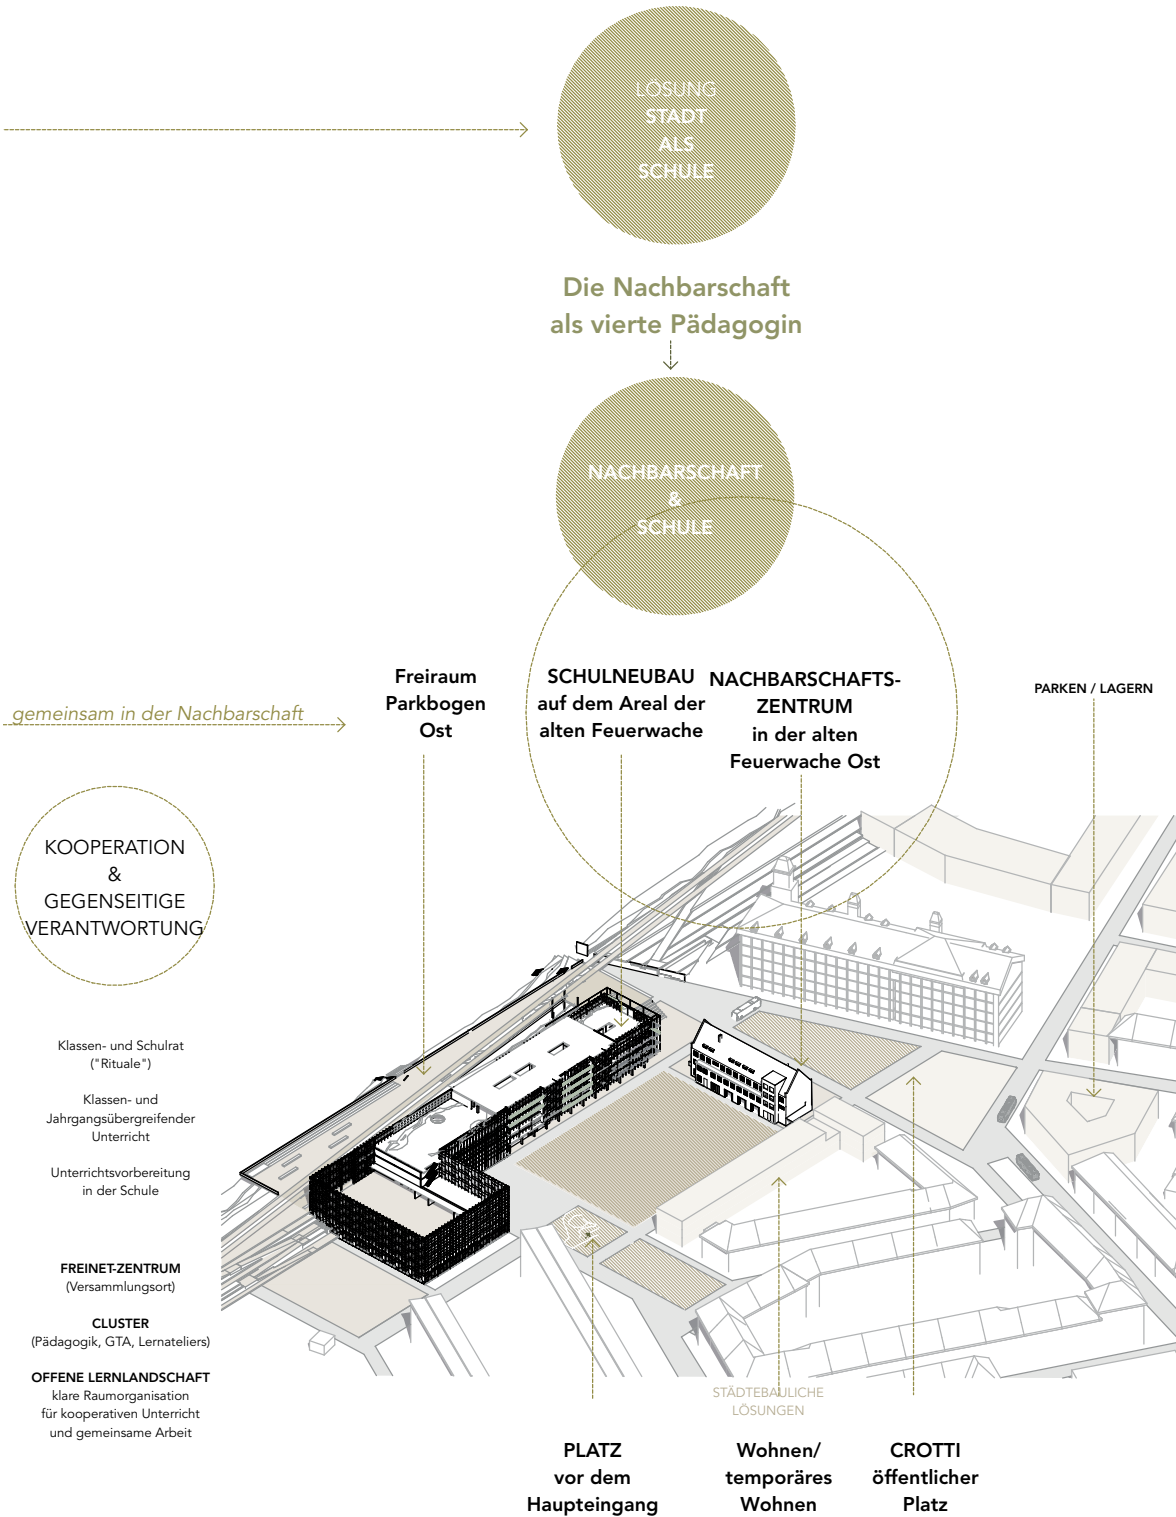 LÖSUNG
STADT
ALS
SCHULE
Die Nachbarschaft
als vierte Pädagogin
NACHBARSCHAFT
&
SCHULE
gemeinsam in der Nachbarschaft
Freiraum
Parkbogen
Ost
SCHULNEUBAU
auf dem Areal der
alten Feuerwache
NACHBARSCHAFTS-
ZENTRUM
in der alten
Feuerwache Ost
PARKEN / LAGERN
KOOPERATION
&
GEGENSEITIGE
VERANTWORTUNG
Klassen- und Schulrat
("Rituale")
Klassen- und
Jahrgangsübergreifender
Unterricht
Unterrichtsvorbereitung
in der Schule
FREINET-ZENTRUM
(Versammlungsort)
CLUSTER
(Pädagogik, GTA, Lernateliers)
OFFENE LERNLANDSCHAFT
klare Raumorganisation
für kooperativen Unterricht
und gemeinsame Arbeit
STÄDTEBAULICHE
LÖSUNGEN
PLATZ
vor dem
Haupteingang
Wohnen/
temporäres
Wohnen
CROTTI
öffentlicher
Platz